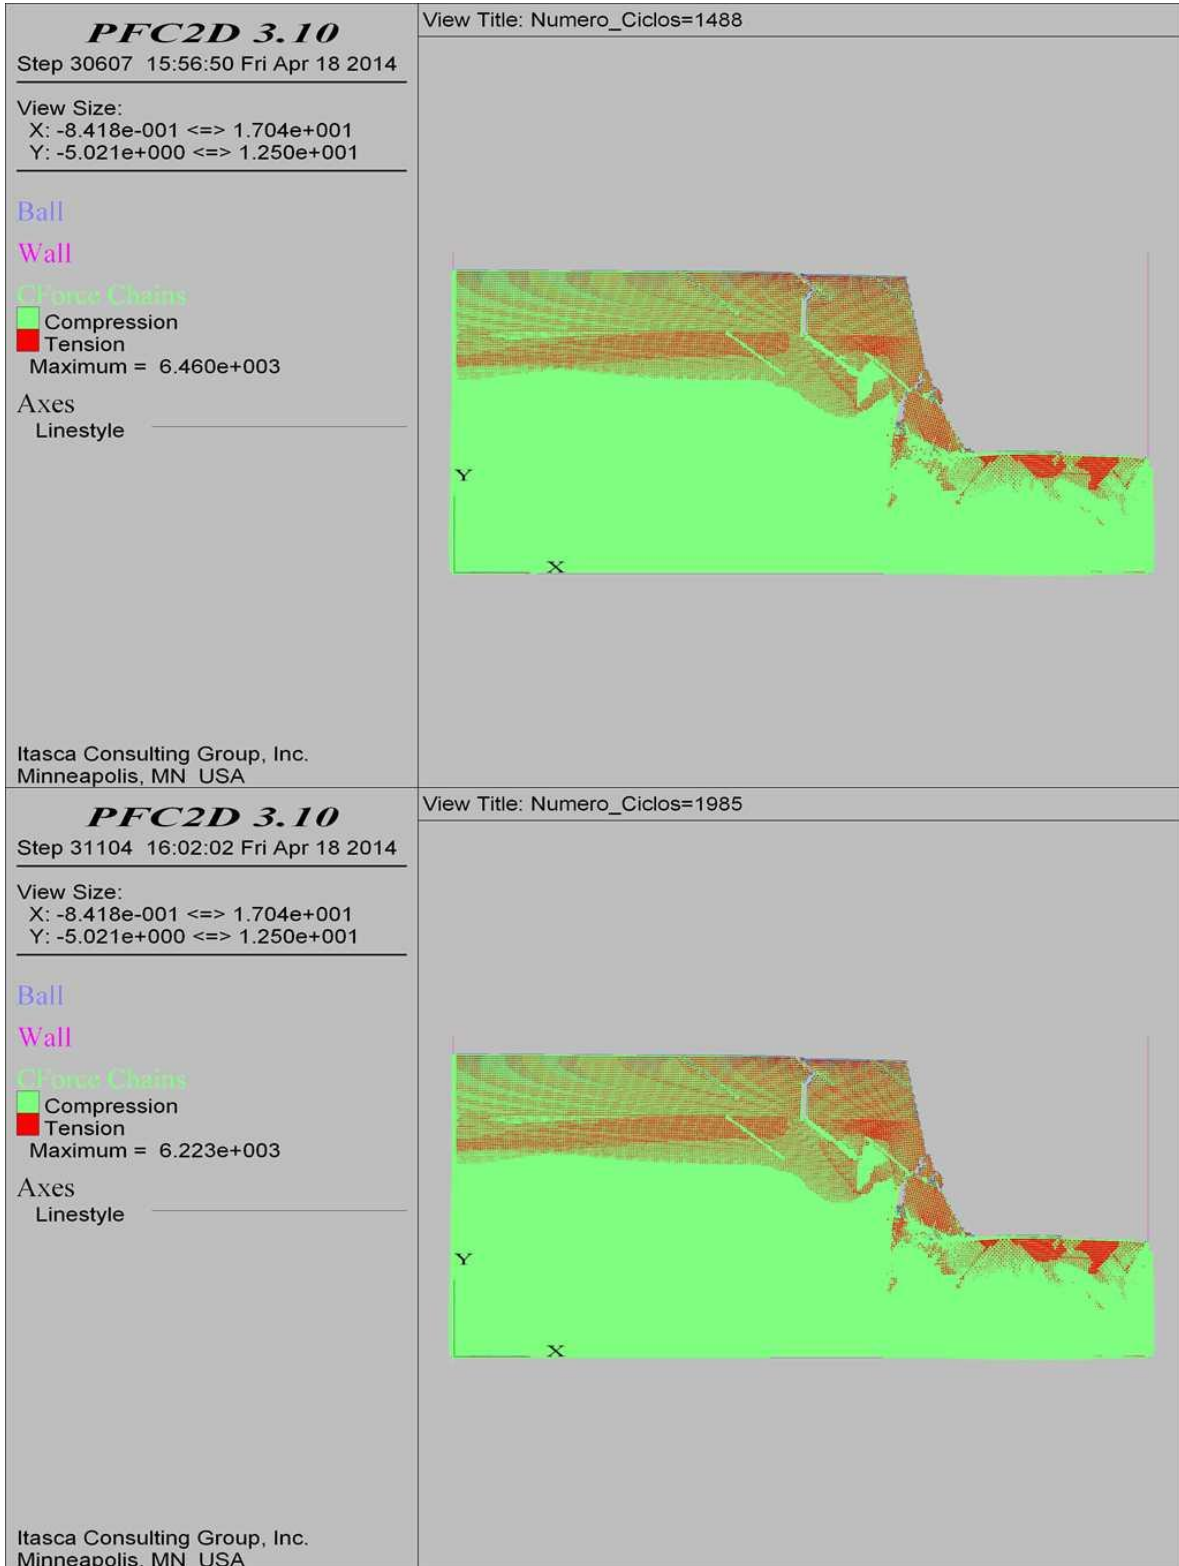 PFC2D 3.10
Step 30607 15:56:50 Fri Apr 18 2014
View Size:
X: -8.418e-001 <=> 1.704e+001
Y: -5.021e+000 <=> 1.250e+001
Ball
Wall
CForce Chains
Compression
Tension
Maximum = 6.460e+003
Axes
Linestyle
Itasca Consulting Group, Inc.
Minneapolis, MN USA
View Title: Numero_Ciclos=1488
Y
X
PFC2D 3.10
Step 31104 16:02:02 Fri Apr 18 2014
View Size:
X: -8.418e-001 <=> 1.704e+001
Y: -5.021e+000 <=> 1.250e+001
Ball
Wall
CForce Chains
Compression
Tension
Maximum = 6.223e+003
Axes
Linestyle
Itasca Consulting Group, Inc.
Minneapolis, MN USA
View Title: Numero_Ciclos=1985
Y
X